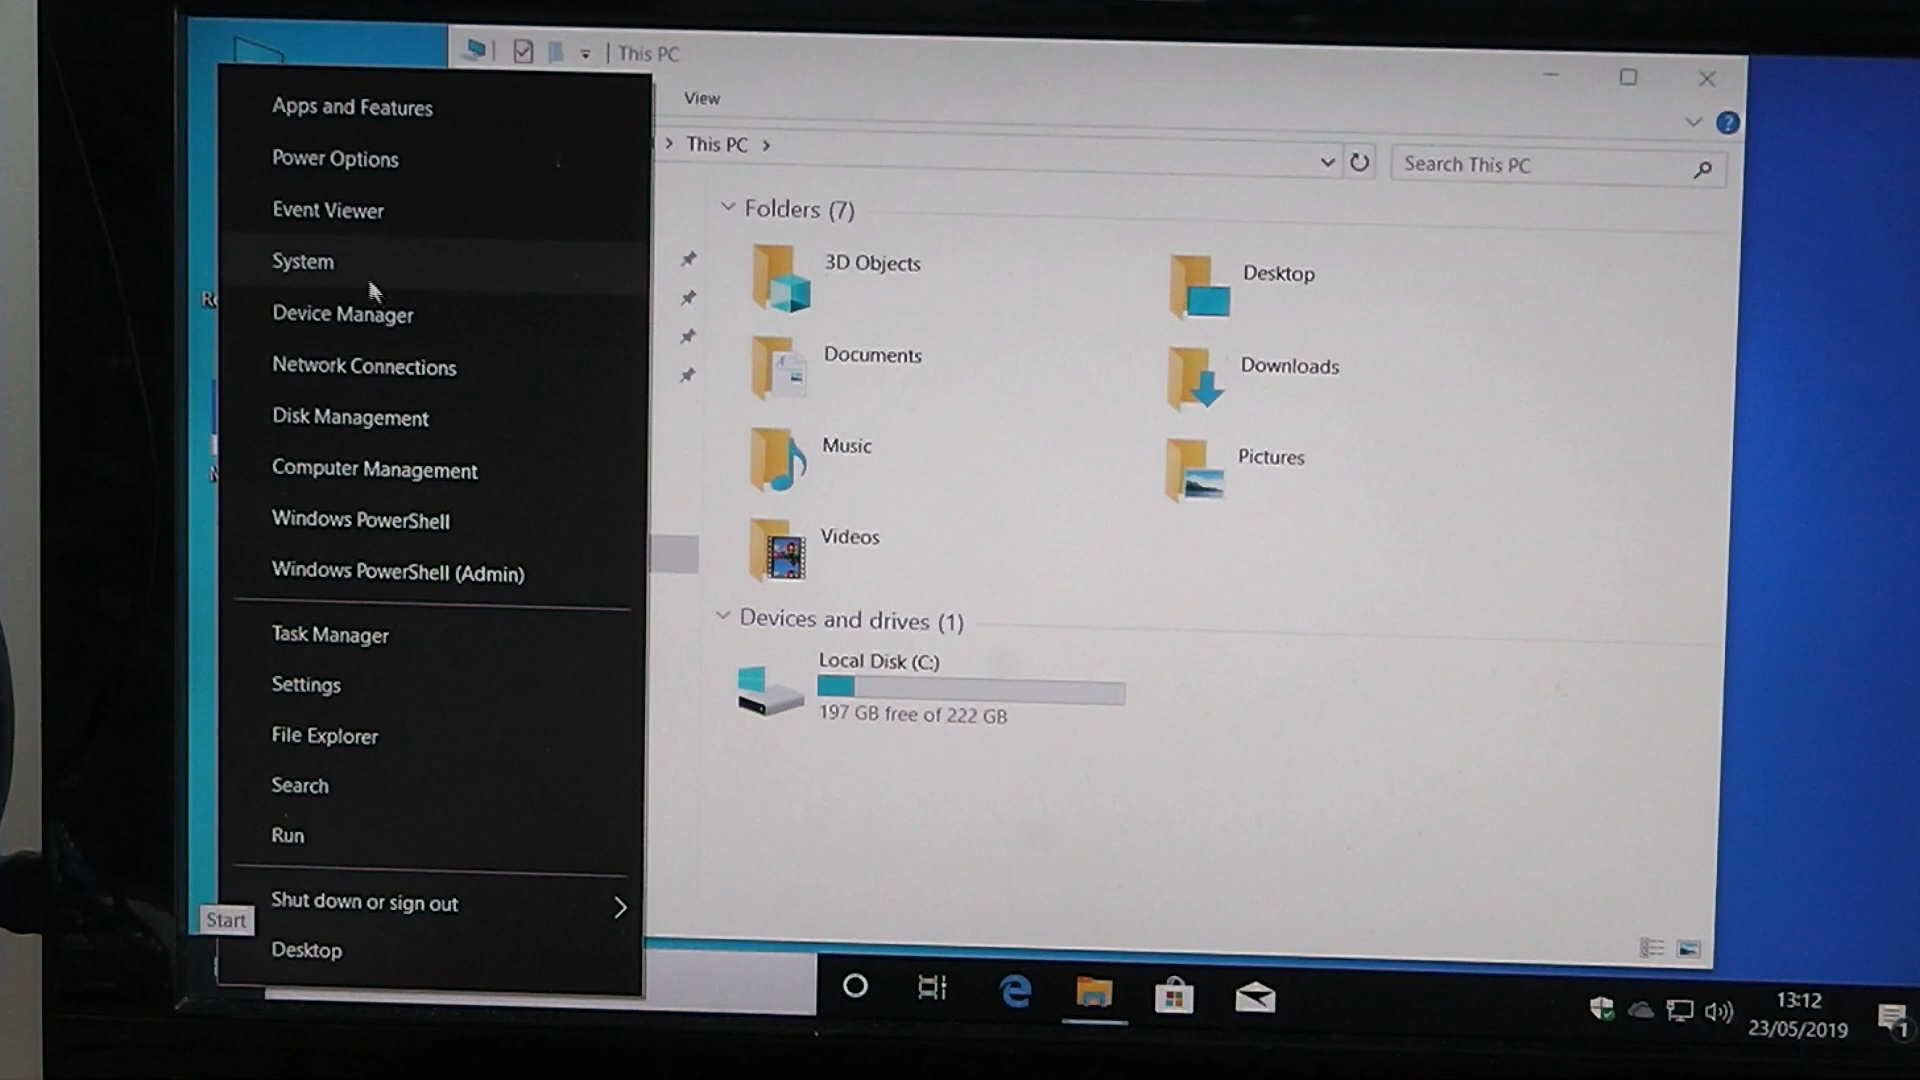 This PC
Apps and Features
Power Options
Event Viewer
System
Device Manager
Network Connections
Disk Management
Computer Management
Windows PowerShell
Windows PowerShell (Admin)
Task Manager
Settings
File Explorer
Search
Run
Shut down or sign out
Desktop
Start
View
This PC
Search This PC
Folders (7)
3D Objects
Desktop
Documents
Downloads
Music
Pictures
Videos
Devices and drives (1)
Local Disk (C:)
197 GB free of 222 GB
13:12
23/05/2019
1